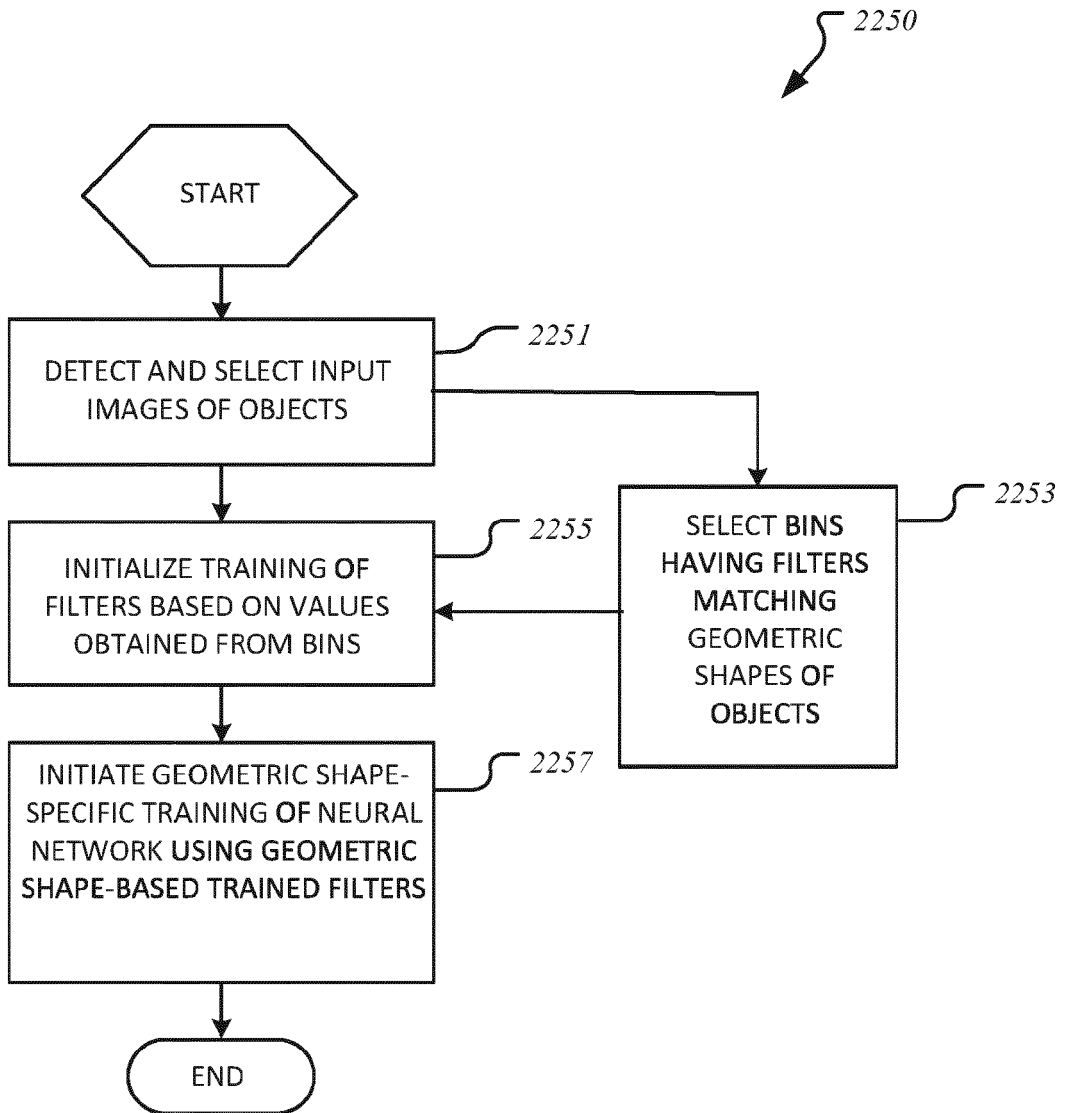 2250
START
2251
DETECT AND SELECT INPUT
IMAGES OF OBJECTS
2253
SELECT BINS
HAVING FILTERS
MATCHING
GEOMETRIC
SHAPES OF
OBJECTS
2255
INITIALIZE TRAINING OF
FILTERS BASED ON VALUES
OBTAINED FROM BINS
2257
INITIATE GEOMETRIC SHAPE-
SPECIFIC TRAINING OF NEURAL
NETWORK USING GEOMETRIC
SHAPE-BASED TRAINED FILTERS
END